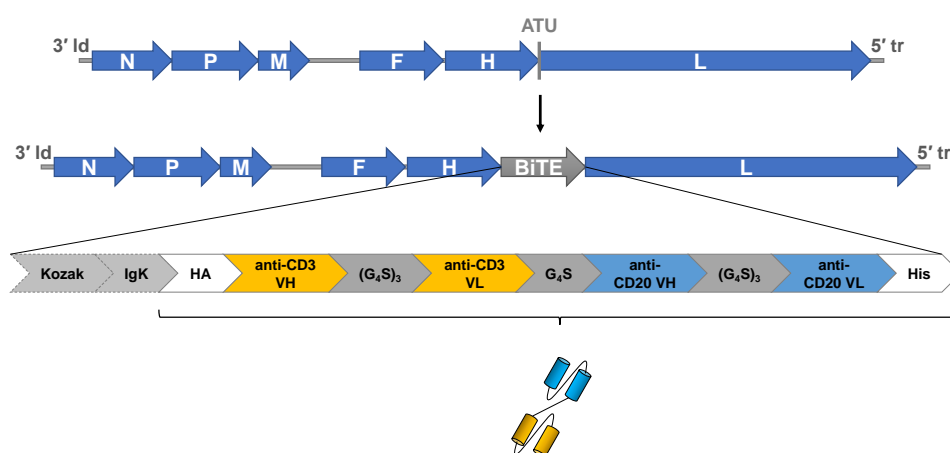 ATU
3′ ld N P M F H L 5′ tr
3′ ld N P M F H BiTE L 5′ tr
Kozak IgK HA anti-CD3 VH (G₄S)₃ anti-CD3 VL G₄S anti-CD20 VH (G₄S)₃ anti-CD20 VL His